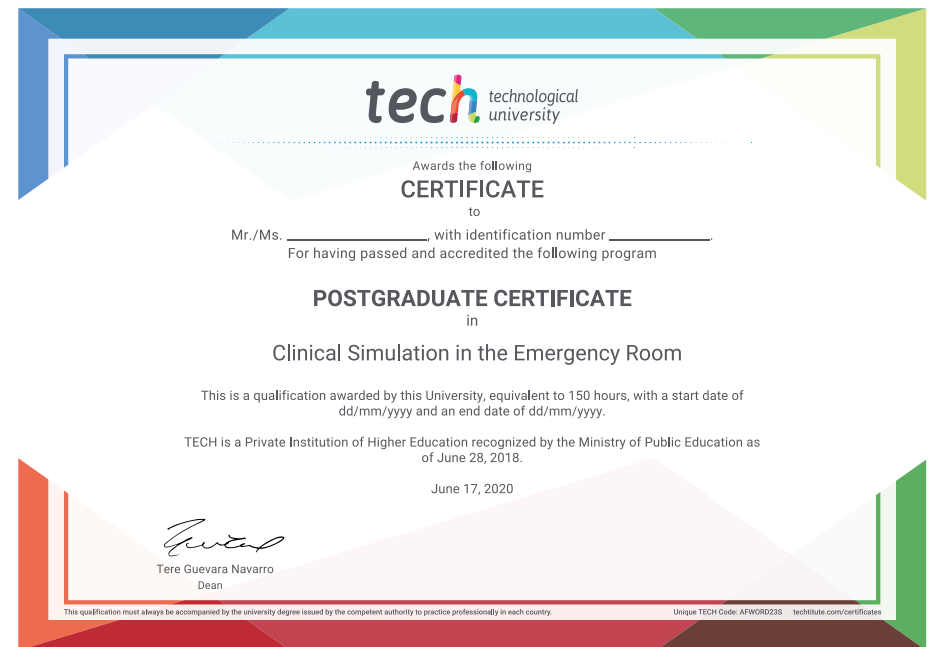 tech technological
university
Awards the following
CERTIFICATE
to
Mr./Ms. ____________________, with identification number ______________.
For having passed and accredited the following program
POSTGRADUATE CERTIFICATE
in
Clinical Simulation in the Emergency Room
This is a qualification awarded by this University, equivalent to 150 hours, with a start date of
dd/mm/yyyy and an end date of dd/mm/yyyy.
TECH is a Private Institution of Higher Education recognized by the Ministry of Public Education as
of June 28, 2018.
June 17, 2020
Tere Guevara Navarro
Dean
This qualification must always be accompanied by the university degree issued by the competent authority to practice professionally in each country.
Unique TECH Code: AFWORD23S techtitute.com/certificates